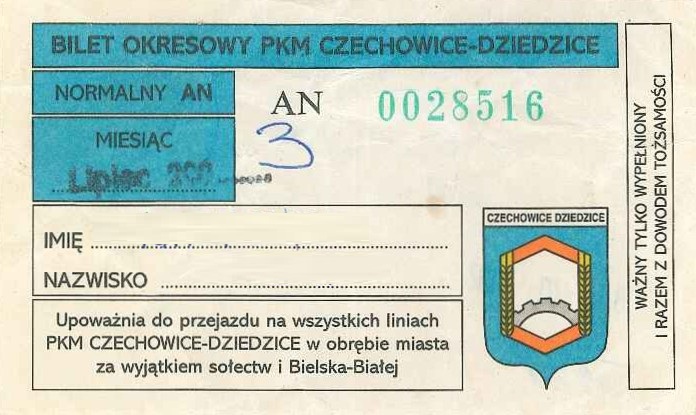 BILET OKRESOWY PKM CZECHOWICE-DZIEDZICE
NORMALNY AN
AN 0028516
MIESIĄC
3
Lipiec
IMIĘ
NAZWISKO
CZECHOWICE DZIEDZICE
Upoważnia do przejazdu na wszystkich liniach
PKM CZECHOWICE-DZIEDZICE w obrębie miasta
za wyjątkiem sołectw i Bielska-Białej
WAŻNY TYLKO WYPEŁNIONY
I RAZEM Z DOWODEM TOŻSAMOŚCI